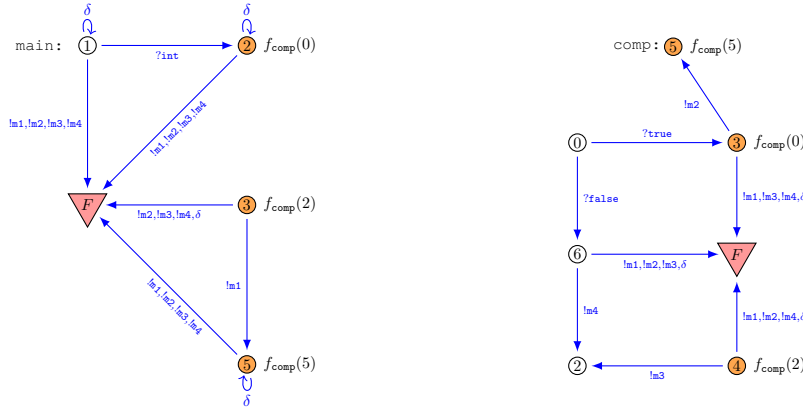 δ
δ
main: 1 ?int 2 f_comp(0)
!m1,!m2,!m3,!m4
!m1,!m2,!m3,!m4
F !m2,!m3,!m4,δ 3 f_comp(2)
!m1,!m2,!m3,!m4
!m1
5 f_comp(5)
δ
comp: 5 f_comp(5)
!m2
0 ?true 3 f_comp(0)
?false
!m1,!m3,!m4,δ
6 !m1,!m2,!m3,δ F
!m4
!m1,!m2,!m4,δ
2 !m3 4 f_comp(2)